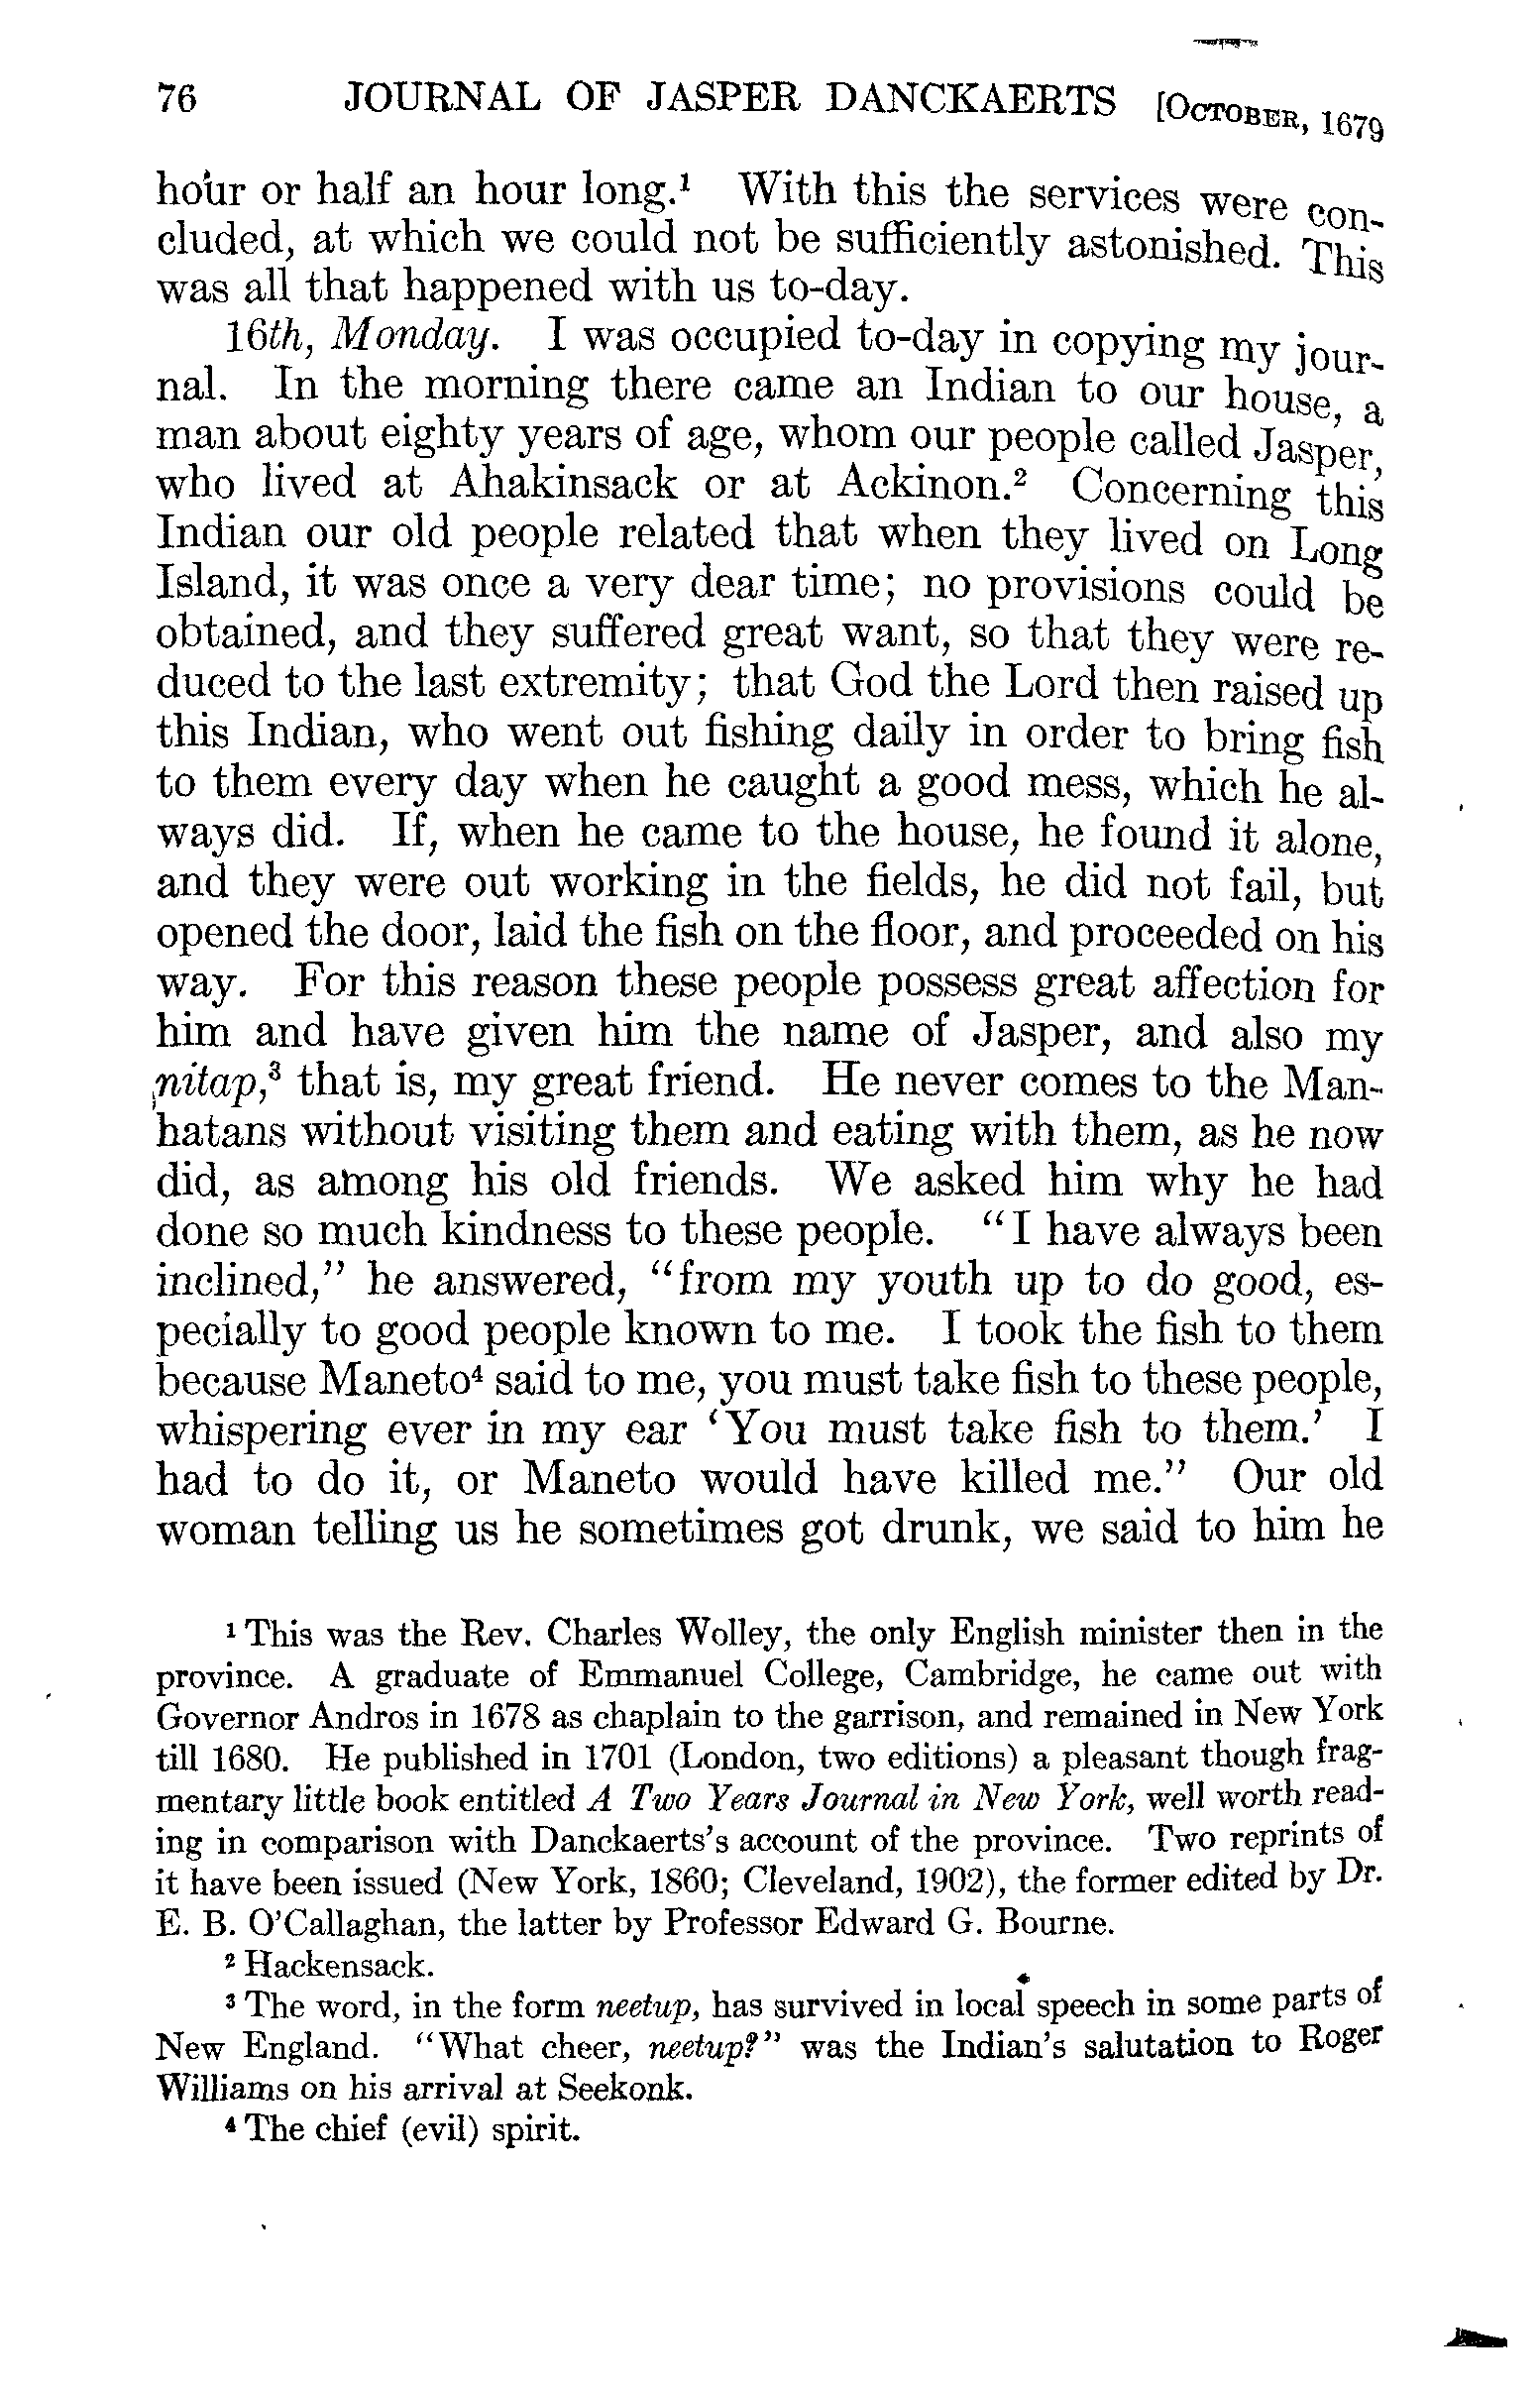 76 JOURNAL OF JASPER DANCKAERTS [OCTOBER, 1679
hour or half an hour long.¹ With this the services were con-
cluded, at which we could not be sufficiently astonished. This
was all that happened with us to-day.
16th, Monday. I was occupied to-day in copying my jour-
nal. In the morning there came an Indian to our house, a
man about eighty years of age, whom our people called Jasper,
who lived at Ahakinsack or at Ackinon.² Concerning this
Indian our old people related that when they lived on Long
Island, it was once a very dear time; no provisions could be
obtained, and they suffered great want, so that they were re-
duced to the last extremity; that God the Lord then raised up
this Indian, who went out fishing daily in order to bring fish
to them every day when he caught a good mess, which he al-
ways did. If, when he came to the house, he found it alone,
and they were out working in the fields, he did not fail, but
opened the door, laid the fish on the floor, and proceeded on his
way. For this reason these people possess great affection for
him and have given him the name of Jasper, and also my
nitap,³ that is, my great friend. He never comes to the Man-
hatans without visiting them and eating with them, as he now
did, as among his old friends. We asked him why he had
done so much kindness to these people. "I have always been
inclined," he answered, "from my youth up to do good, es-
pecially to good people known to me. I took the fish to them
because Maneto⁴ said to me, you must take fish to these people,
whispering ever in my ear 'You must take fish to them.' I
had to do it, or Maneto would have killed me." Our old
woman telling us he sometimes got drunk, we said to him he
¹ This was the Rev. Charles Wolley, the only English minister then in the
province. A graduate of Emmanuel College, Cambridge, he came out with
Governor Andros in 1678 as chaplain to the garrison, and remained in New York
till 1680. He published in 1701 (London, two editions) a pleasant though frag-
mentary little book entitled A Two Years Journal in New York, well worth read-
ing in comparison with Danckaerts's account of the province. Two reprints of
it have been issued (New York, 1860; Cleveland, 1902), the former edited by Dr.
E. B. O'Callaghan, the latter by Professor Edward G. Bourne.
² Hackensack.
³ The word, in the form neetup, has survived in local speech in some parts of
New England. "What cheer, neetup?" was the Indian's salutation to Roger
Williams on his arrival at Seekonk.
⁴ The chief (evil) spirit.